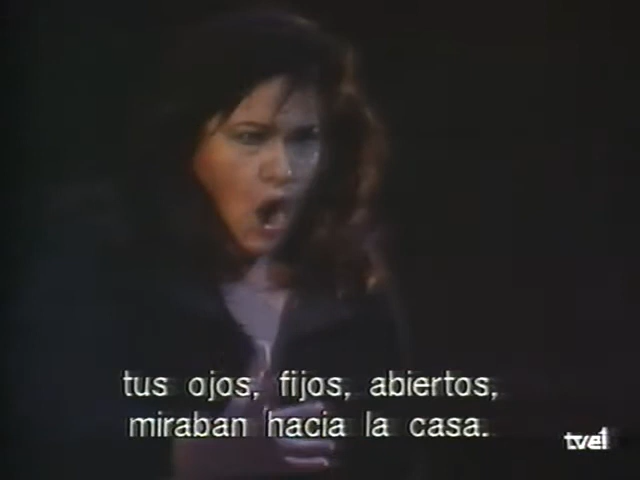 tus ojos, fijos, abiertos,
miraban hacia la casa.
tve1